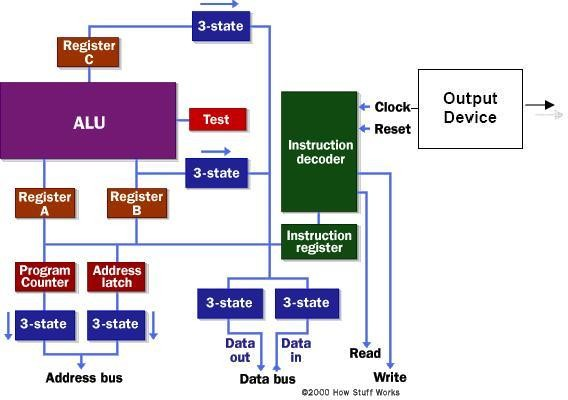 3-state
Register
C
ALU
Test
Clock
Reset
Output
Device
Instruction
decoder
3-state
Register
A
Register
B
Instruction
register
Program
Counter
Address
latch
3-state
3-state
3-state
3-state
Data
out
Data
in
Read
Address bus
Data bus
Write
©2000 How Stuff Works